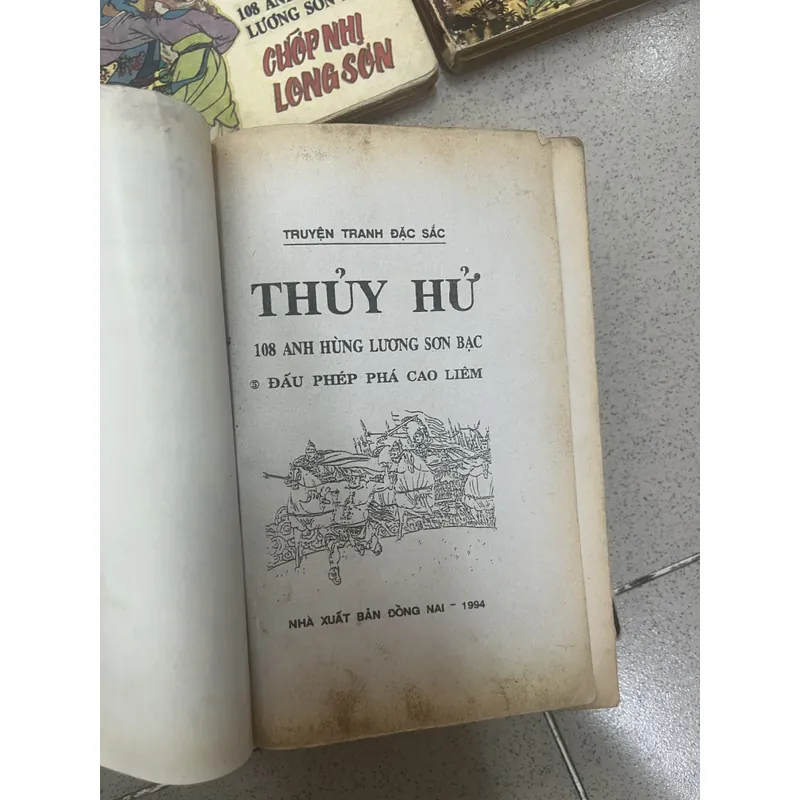 108 ANH
LƯƠNG SƠN
CƯỚP NHỊ
LONG SƠN
TRUYỆN TRANH ĐẶC SẮC
THỦY HỬ
108 ANH HÙNG LƯƠNG SƠN BẠC
⑤ ĐẤU PHÉP PHÁ CAO LIÊM
NHÀ XUẤT BẢN ĐỒNG NAI - 1994